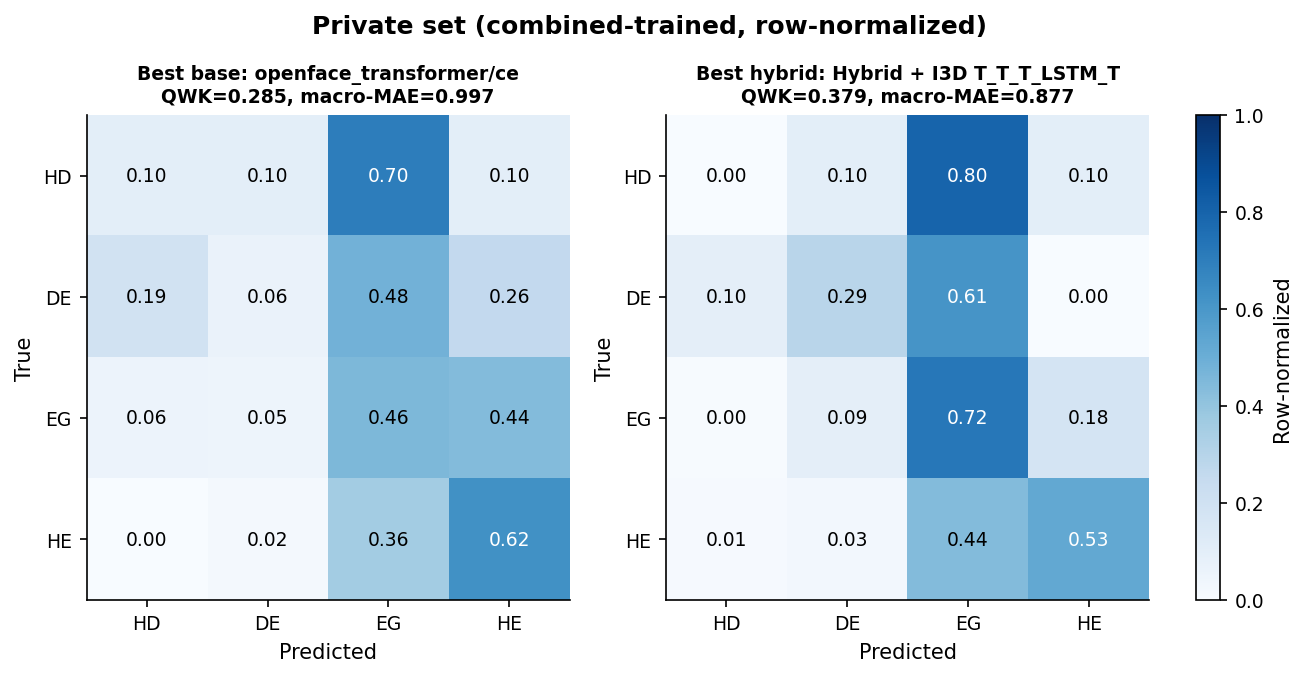 Private set (combined-trained, row-normalized)
Best base: openface_transformer/ce
QWK=0.285, macro-MAE=0.997
HD 0.10 0.10 0.70 0.10
DE 0.19 0.06 0.48 0.26
EG 0.06 0.05 0.46 0.44
HE 0.00 0.02 0.36 0.62
HD DE EG HE
Predicted
True
Best hybrid: Hybrid + I3D T_T_T_LSTM_T
QWK=0.379, macro-MAE=0.877
HD 0.00 0.10 0.80 0.10
DE 0.10 0.29 0.61 0.00
EG 0.00 0.09 0.72 0.18
HE 0.01 0.03 0.44 0.53
HD DE EG HE
Predicted
True
1.0
0.8
0.6
0.4
0.2
0.0
Row-normalized